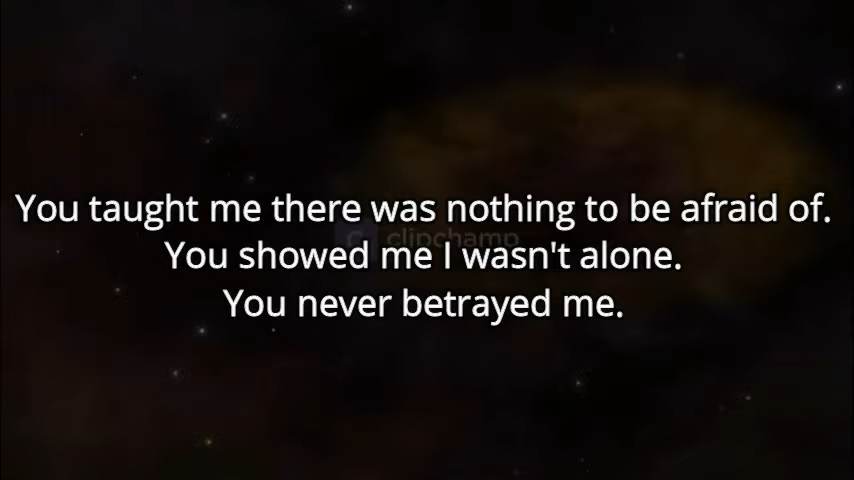 You taught me there was nothing to be afraid of.
clipchamp
You showed me I wasn't alone.
You never betrayed me.